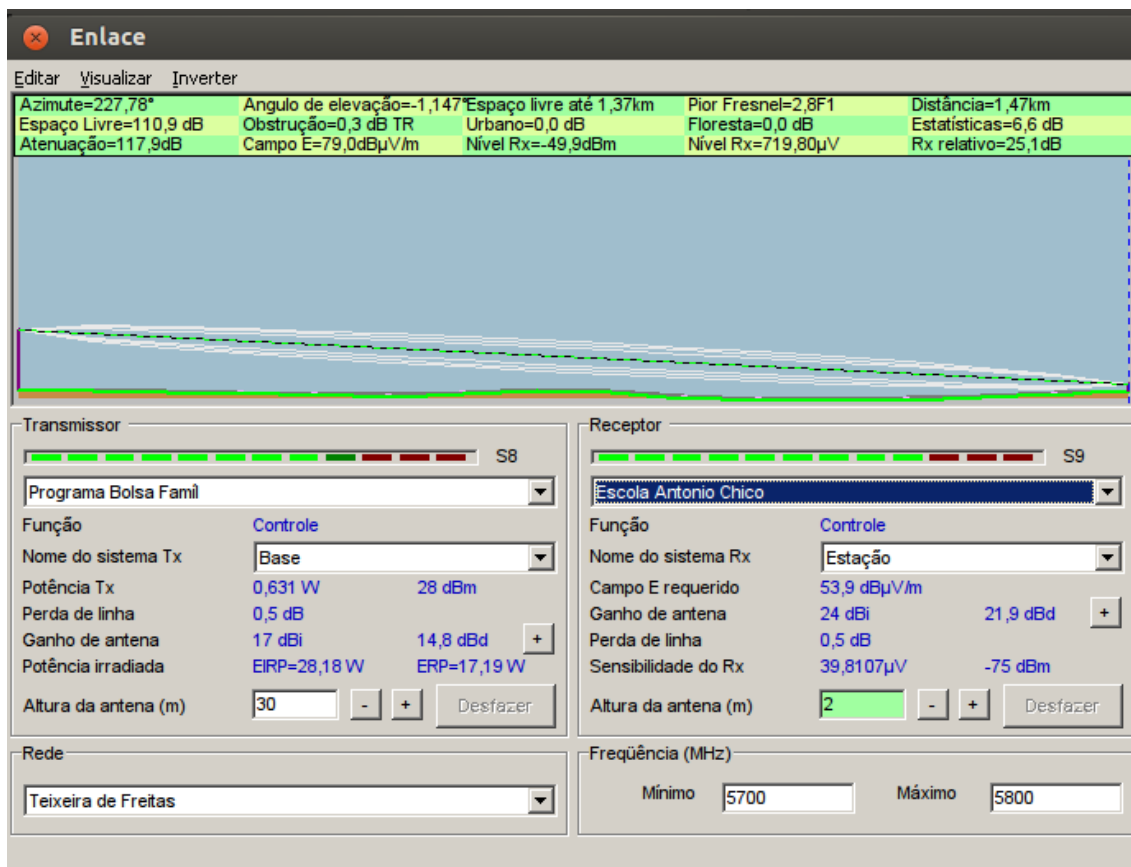 Enlace
Editar Visualizar Inverter
Azimute=227,78° Angulo de elevação=-1,147° Espaço livre até 1,37km Pior Fresnel=2,8F1 Distância=1,47km
Espaço Livre=110,9 dB Obstrução=0,3 dB TR Urbano=0,0 dB Floresta=0,0 dB Estatísticas=6,6 dB
Atenuação=117,9dB Campo E=79,0dBµV/m Nível Rx=-49,9dBm Nível Rx=719,80µV Rx relativo=25,1dB
Transmissor
S8
Programa Bolsa Famíl
Função Controle
Nome do sistema Tx Base
Potência Tx 0,631 W 28 dBm
Perda de linha 0,5 dB
Ganho de antena 17 dBi 14,8 dBd +
Potência irradiada EIRP=28,18 W ERP=17,19 W
Altura da antena (m) 30 - + Desfazer
Receptor
S9
Escola Antonio Chico
Função Controle
Nome do sistema Rx Estação
Campo E requerido 53,9 dBµV/m
Ganho de antena 24 dBi 21,9 dBd +
Perda de linha 0,5 dB
Sensibilidade do Rx 39,8107µV -75 dBm
Altura da antena (m) 2 - + Desfazer
Rede
Teixeira de Freitas
Freqüência (MHz)
Mínimo 5700 Máximo 5800